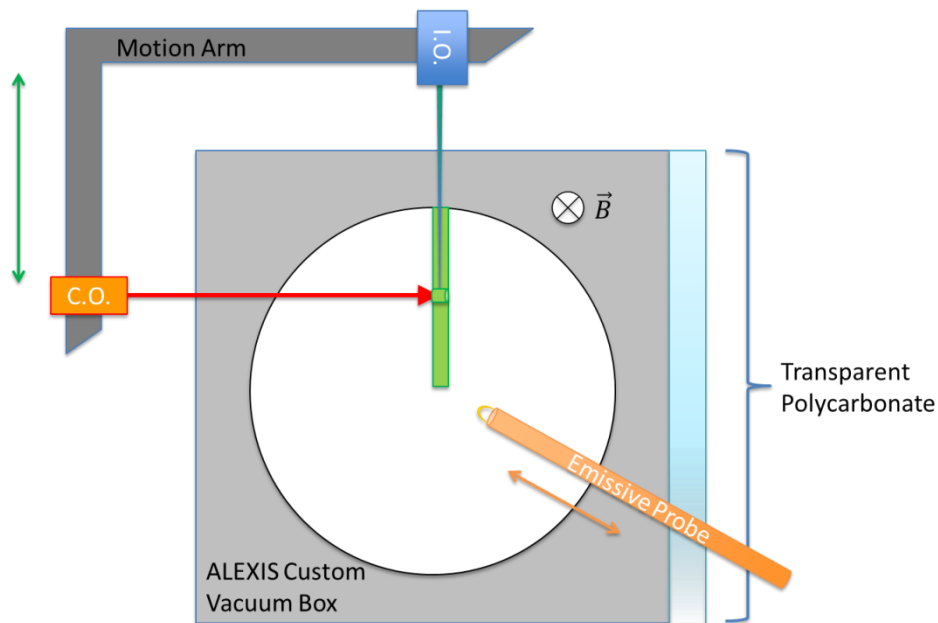 Motion Arm
I.O.
B⃗
C.O.
Transparent
Polycarbonate
Emissive Probe
ALEXIS Custom
Vacuum Box